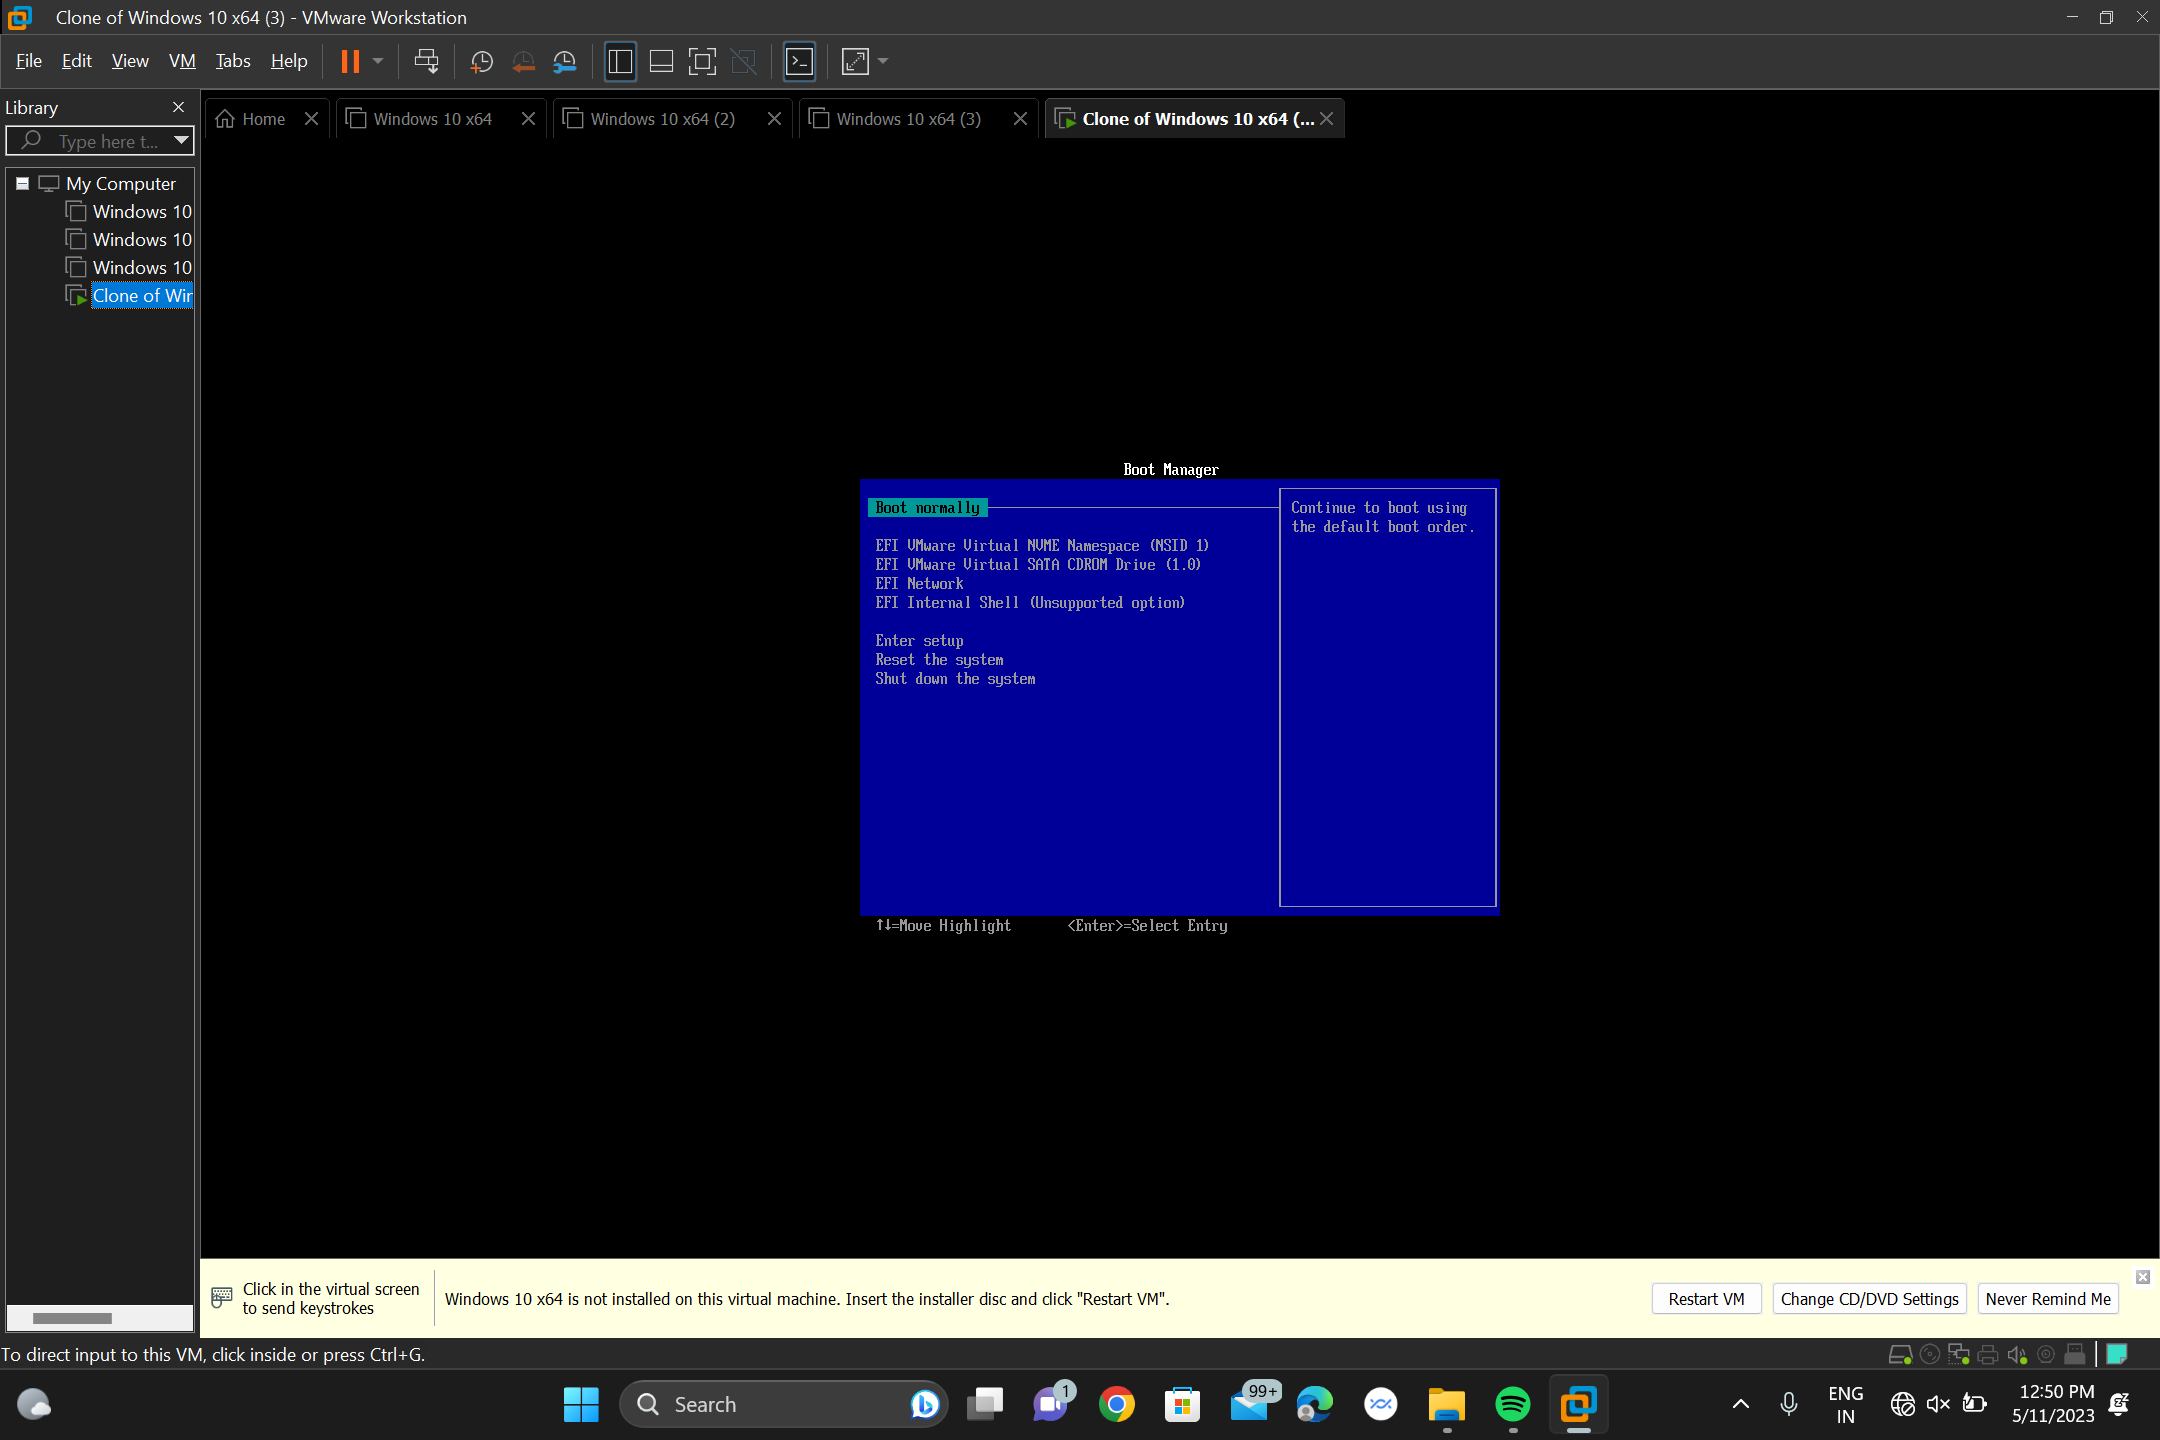 Clone of Windows 10 x64 (3) - VMware Workstation
File Edit View VM Tabs Help
Library
Type here t...
My Computer
Windows 10
Windows 10
Windows 10
Clone of Wir
Home
Windows 10 x64
Windows 10 x64 (2)
Windows 10 x64 (3)
Clone of Windows 10 x64 (...
Boot Manager
Boot normally
EFI VMware Virtual NVME Namespace (NSID 1)
EFI VMware Virtual SATA CDROM Drive (1.0)
EFI Network
EFI Internal Shell (Unsupported option)
Enter setup
Reset the system
Shut down the system
Continue to boot using
the default boot order.
↑↓=Move Highlight <Enter>=Select Entry
Click in the virtual screen
to send keystrokes
Windows 10 x64 is not installed on this virtual machine. Insert the installer disc and click "Restart VM".
Restart VM
Change CD/DVD Settings
Never Remind Me
To direct input to this VM, click inside or press Ctrl+G.
Search
1
99+
ENG
IN
12:50 PM
5/11/2023